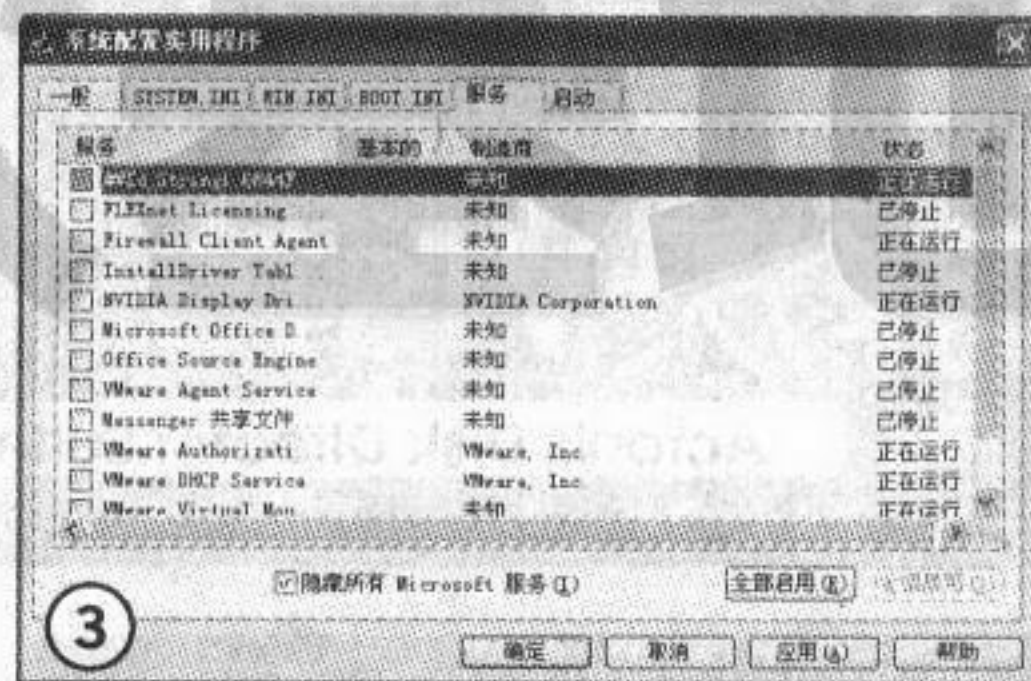 系统配置实用程序
一般 SYSTEM.INI WIN.INI BOOT.INI 服务 启动
服务 基本的 制造商 状态
未知 正在运行
FLEXnet Licensing 未知 已停止
Firewall Client Agent 未知 正在运行
InstallDriver Tabl 未知 已停止
NVIDIA Display Dri... NVIDIA Corporation 正在运行
Microsoft Office D 未知 已停止
Office Source Engine 未知 已停止
VMware Agent Service 未知 已停止
Messenger 共享文件 未知 已停止
VMware Authorizati VMware, Inc. 正在运行
VMware DHCP Service VMware, Inc. 正在运行
VMware Virtual Mou 未知 正在运行
隐藏所有 Microsoft 服务(I) 全部启用(E)
3
确定 取消 应用(A) 帮助